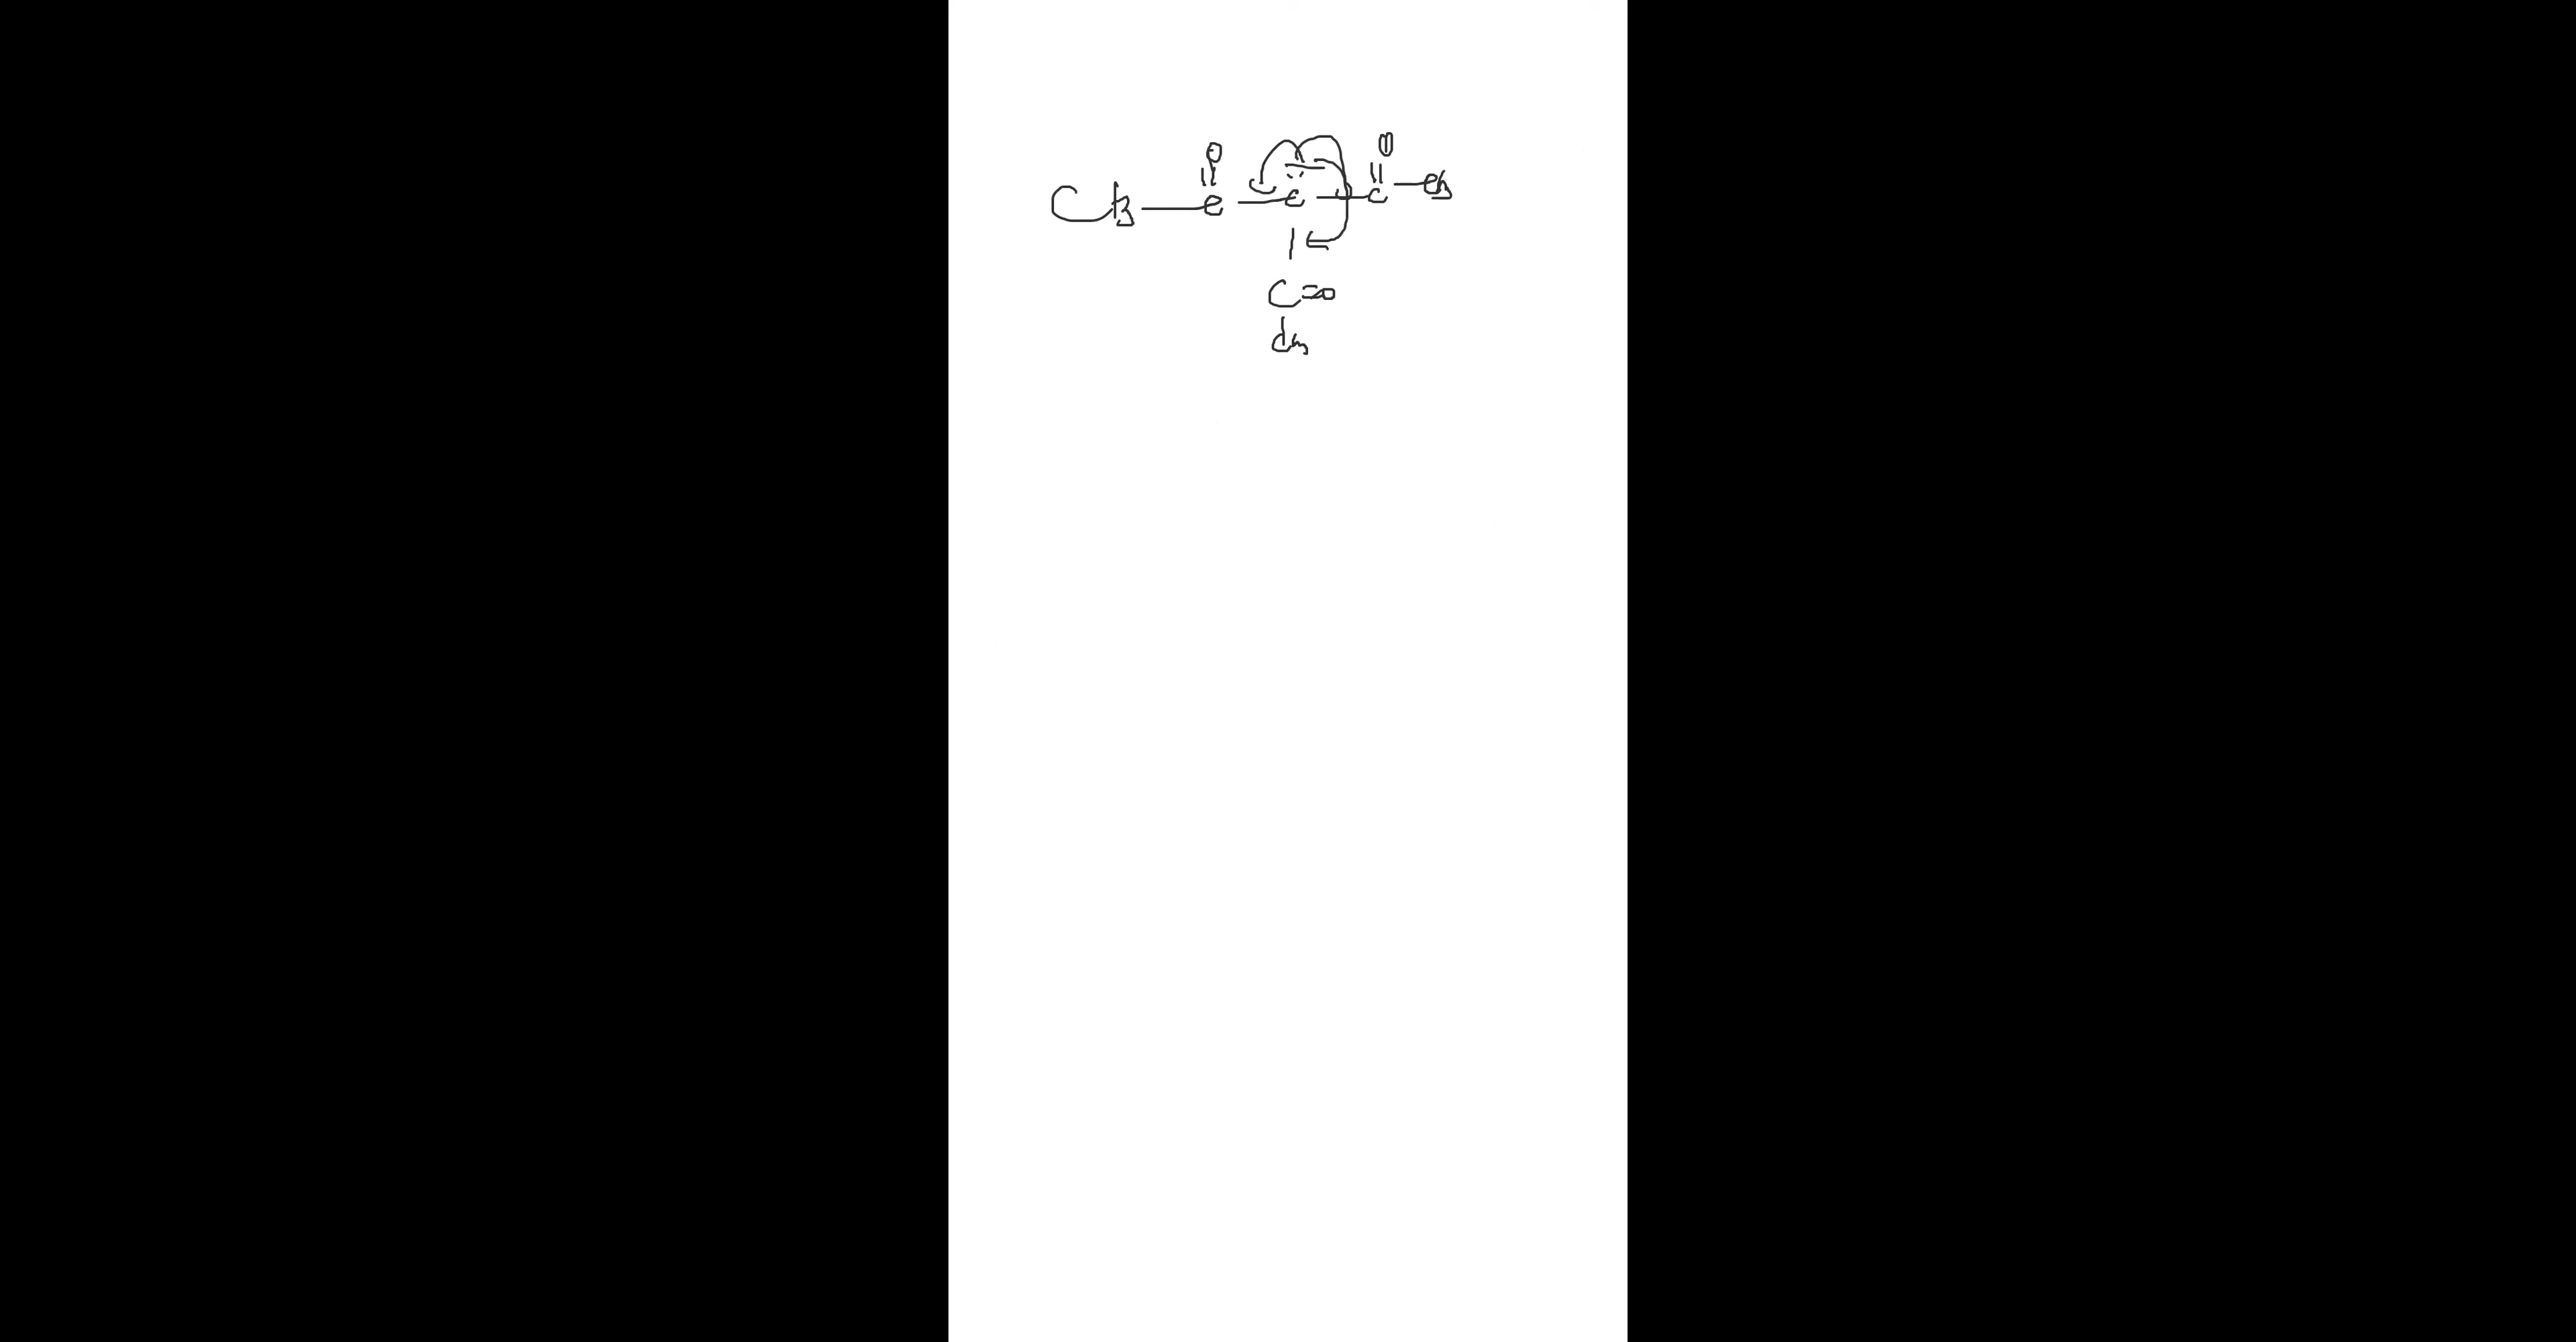 O O
CH3 — C — C — C — CH3
|
C=O
|
CH3